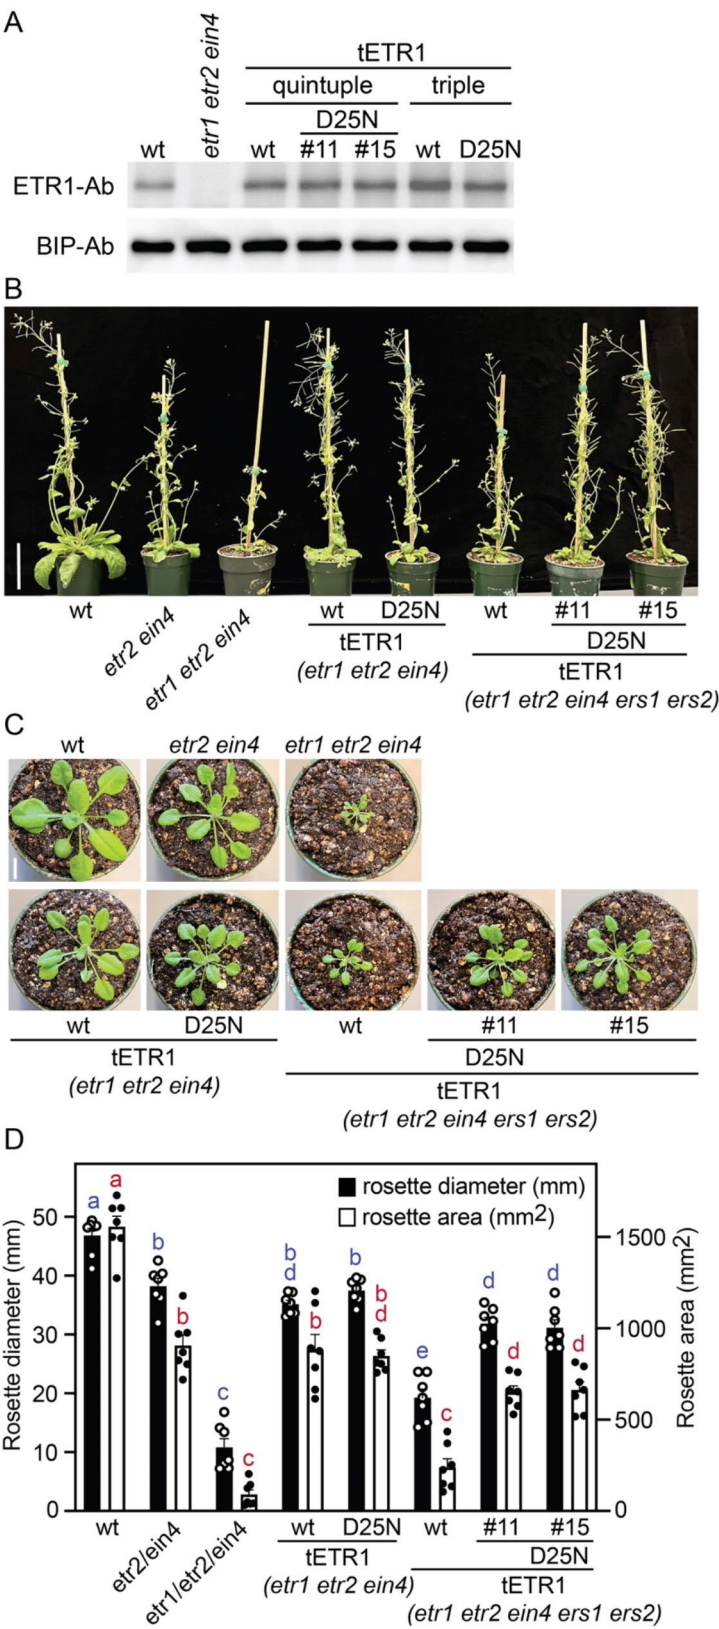 A
etr1 etr2 ein4
tETR1
quintuple triple
D25N
wt wt #11 #15 wt D25N
ETR1-Ab
BIP-Ab
B
wt etr2 ein4 etr1 etr2 ein4 wt D25N wt #11 #15
tETR1 D25N
(etr1 etr2 ein4) tETR1
(etr1 etr2 ein4 ers1 ers2)
C
wt etr2 ein4 etr1 etr2 ein4
wt D25N wt #11 #15
tETR1 D25N
(etr1 etr2 ein4) tETR1
(etr1 etr2 ein4 ers1 ers2)
D
rosette diameter (mm)
rosette area (mm2)
Rosette diameter (mm)
50
40
30
20
10
0
Rosette area (mm2)
1500
1000
500
0
a a
b b
c c
b d b
b b d
e c
d d
d d
wt etr2/ein4 etr1/etr2/ein4 wt D25N wt #11 #15
tETR1 D25N
(etr1 etr2 ein4) tETR1
(etr1 etr2 ein4 ers1 ers2)